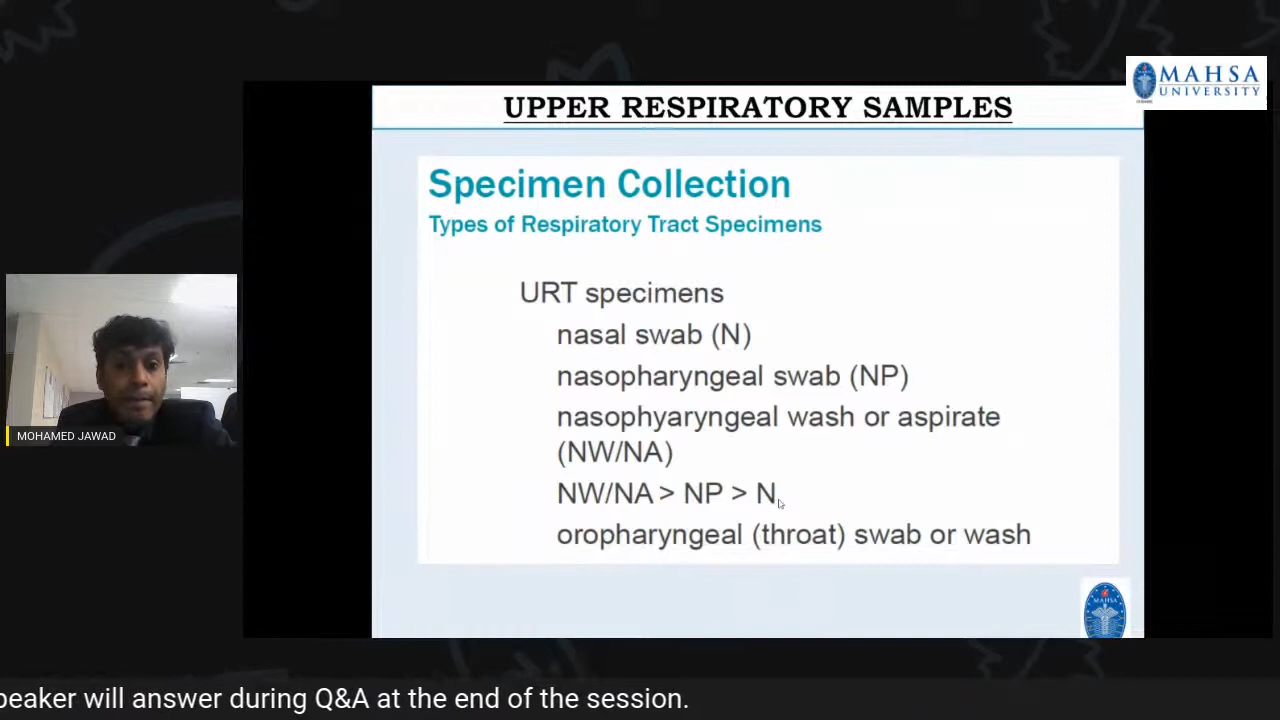 MAHSA
UNIVERSITY
UPPER RESPIRATORY SAMPLES
Specimen Collection
Types of Respiratory Tract Specimens
URT specimens
nasal swab (N)
nasopharyngeal swab (NP)
nasophyaryngeal wash or aspirate
(NW/NA)
NW/NA > NP > N
oropharyngeal (throat) swab or wash
MOHAMED JAWAD
MAHSA
peaker will answer during Q&A at the end of the session.